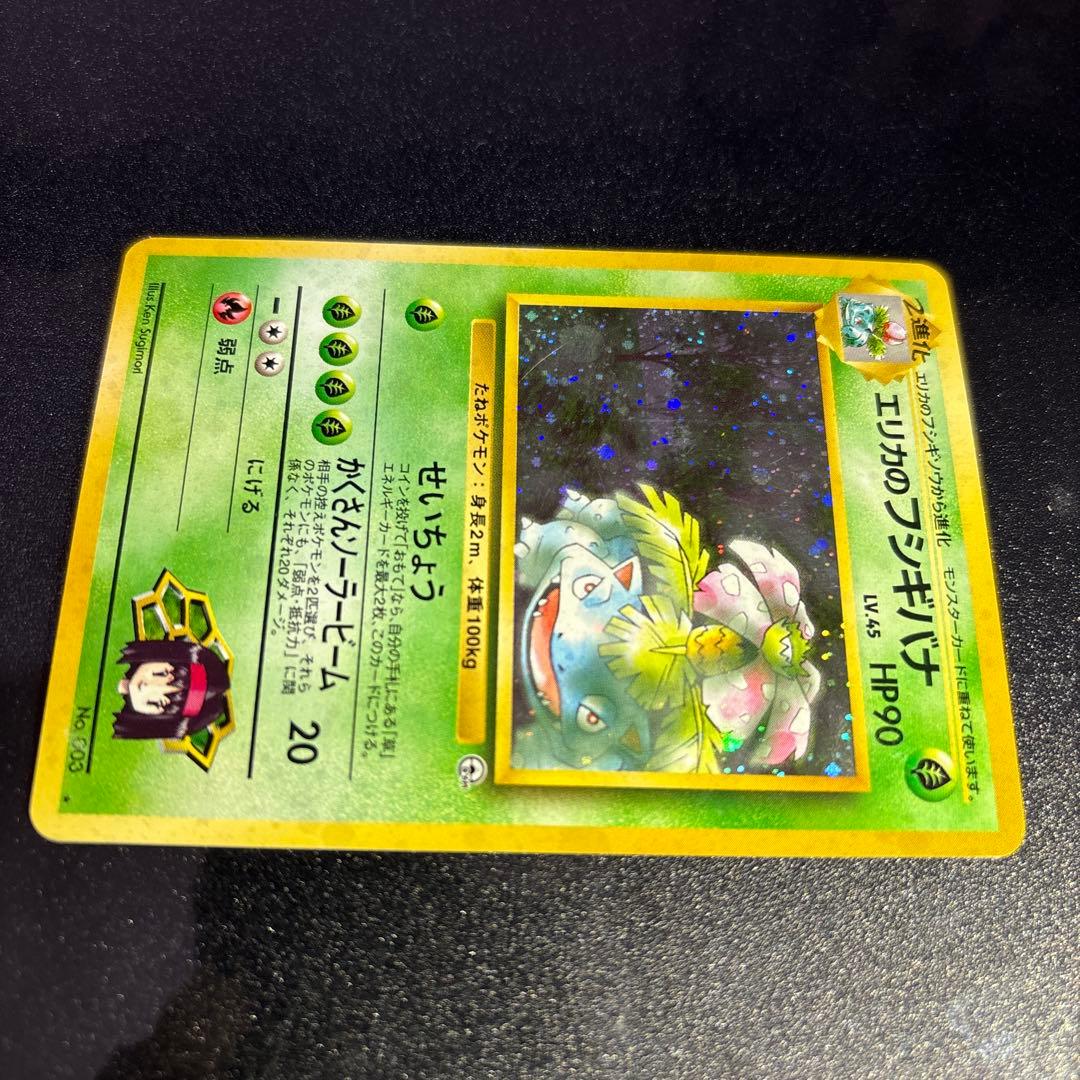 2進化
エリカのフシギソウから進化 モンスターカードに重ねて使います。
エリカのフシギバナ
LV.45 HP90
たねポケモン：身長2m、体重100kg
せいちょう
コインを投げて「おもて」なら、自分の手札にある「草」
エネルギーカードを最大2枚、このカードにつける。
かくさんソーラービーム 20
相手の控えポケモンを2匹選び、それら
のポケモンにも、「弱点・抵抗力」に関
係なく、それぞれ20ダメージ。
にげる
弱点
Illus. Ken Sugimori
No. 003